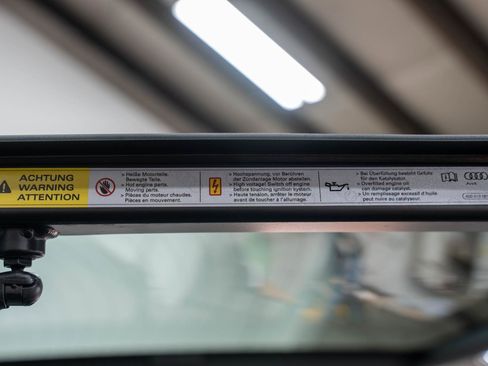 ACHTUNG
WARNING
ATTENTION
> Heiße Motorteile.
Bewegte Teile.
> Hot engine parts.
Moving parts.
> Pièces du moteur chaudes.
Pièces en mouvement.
> Hochspannung, vor Berühren
der Zündanlage Motor abstellen.
> High voltage! Switch off engine
before touching ignition system.
> Haute tension, arrêter le moteur
avant de toucher à l'allumage.
> Bei Überfüllung besteht Gefahr
für den Katalysator.
> Overfilled engine oil
can damage catalyst.
> Un remplissage excessif d'huile
peut nuire au catalyseur.
Audi